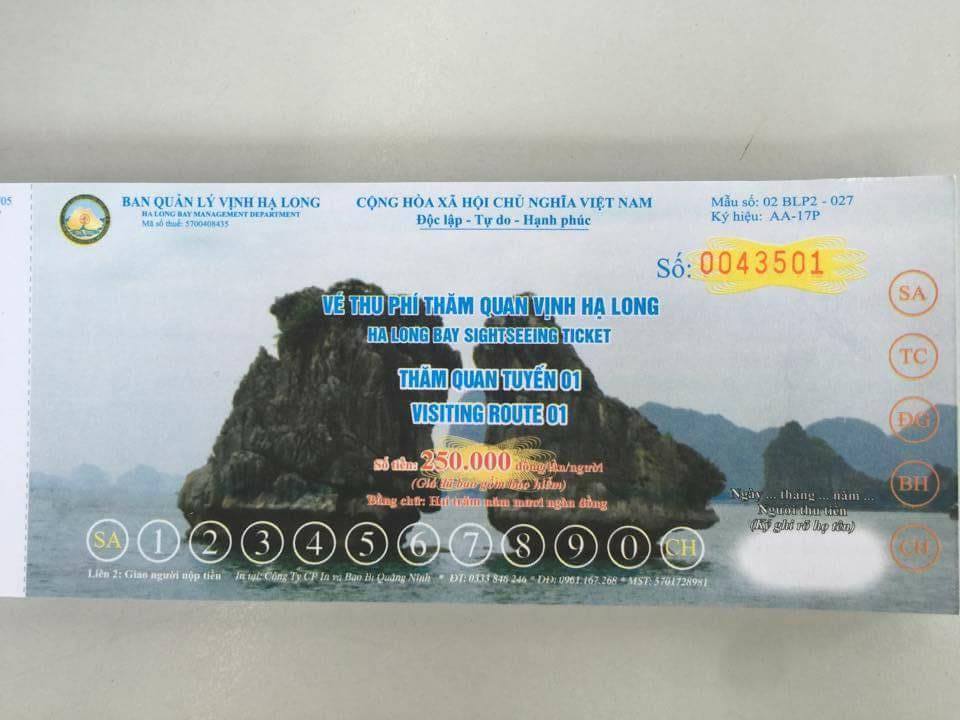 05
BAN QUẢN LÝ VỊNH HẠ LONG
HA LONG BAY MANAGEMENT DEPARTMENT
Mã số thuế: 5700408435
CỘNG HÒA XÃ HỘI CHỦ NGHĨA VIỆT NAM
Độc lập - Tự do - Hạnh phúc
Mẫu số: 02 BLP2 - 027
Ký hiệu: AA-17P
Số: 0043501
VÉ THU PHÍ THĂM QUAN VỊNH HẠ LONG
HA LONG BAY SIGHTSEEING TICKET
THĂM QUAN TUYẾN 01
VISITING ROUTE 01
Số tiền: 250.000 đồng/lần/người
(Giá đã bao gồm bảo hiểm)
Bằng chữ: Hai trăm năm mươi ngàn đồng
SA
TC
ĐG
BH
CH
Ngày ... tháng ... năm ...
Người thu tiền
(Ký ghi rõ họ tên)
SA 1 2 3 4 5 6 7 8 9 0 CH
Liên 2: Giao người nộp tiền In tại: Công Ty CP In và Bao Bì Quảng Ninh * ĐT: 0333 846 246 * DĐ: 0961.167.268 * MST: 5701728981